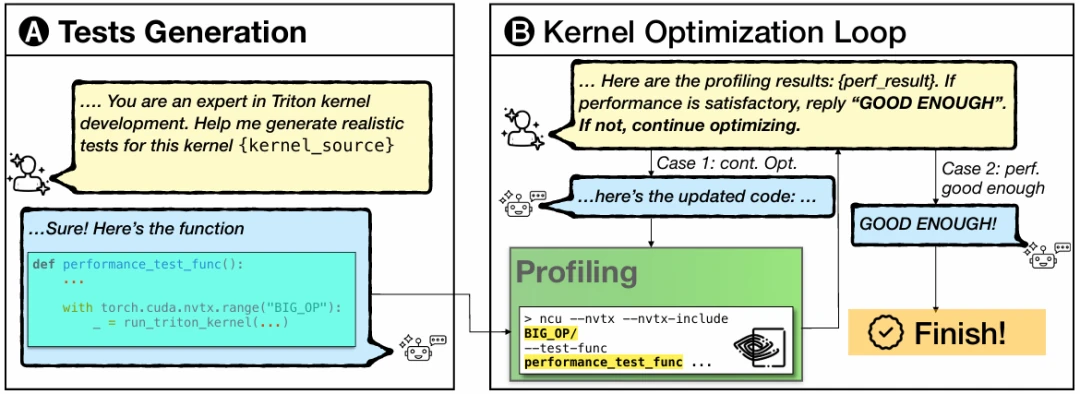 A Tests Generation
.... You are an expert in Triton kernel
development. Help me generate realistic
tests for this kernel {kernel_source}
...Sure! Here's the function
def performance_test_func():
...
with torch.cuda.nvtx.range("BIG_OP"):
_ = run_triton_kernel(...)
B Kernel Optimization Loop
... Here are the profiling results: {perf_result}. If
performance is satisfactory, reply “GOOD ENOUGH”.
If not, continue optimizing.
Case 1: cont. Opt.
Case 2: perf.
good enough
...here's the updated code: ...
GOOD ENOUGH!
Profiling
> ncu --nvtx --nvtx-include
BIG_OP/
--test-func
performance_test_func ...
Finish!